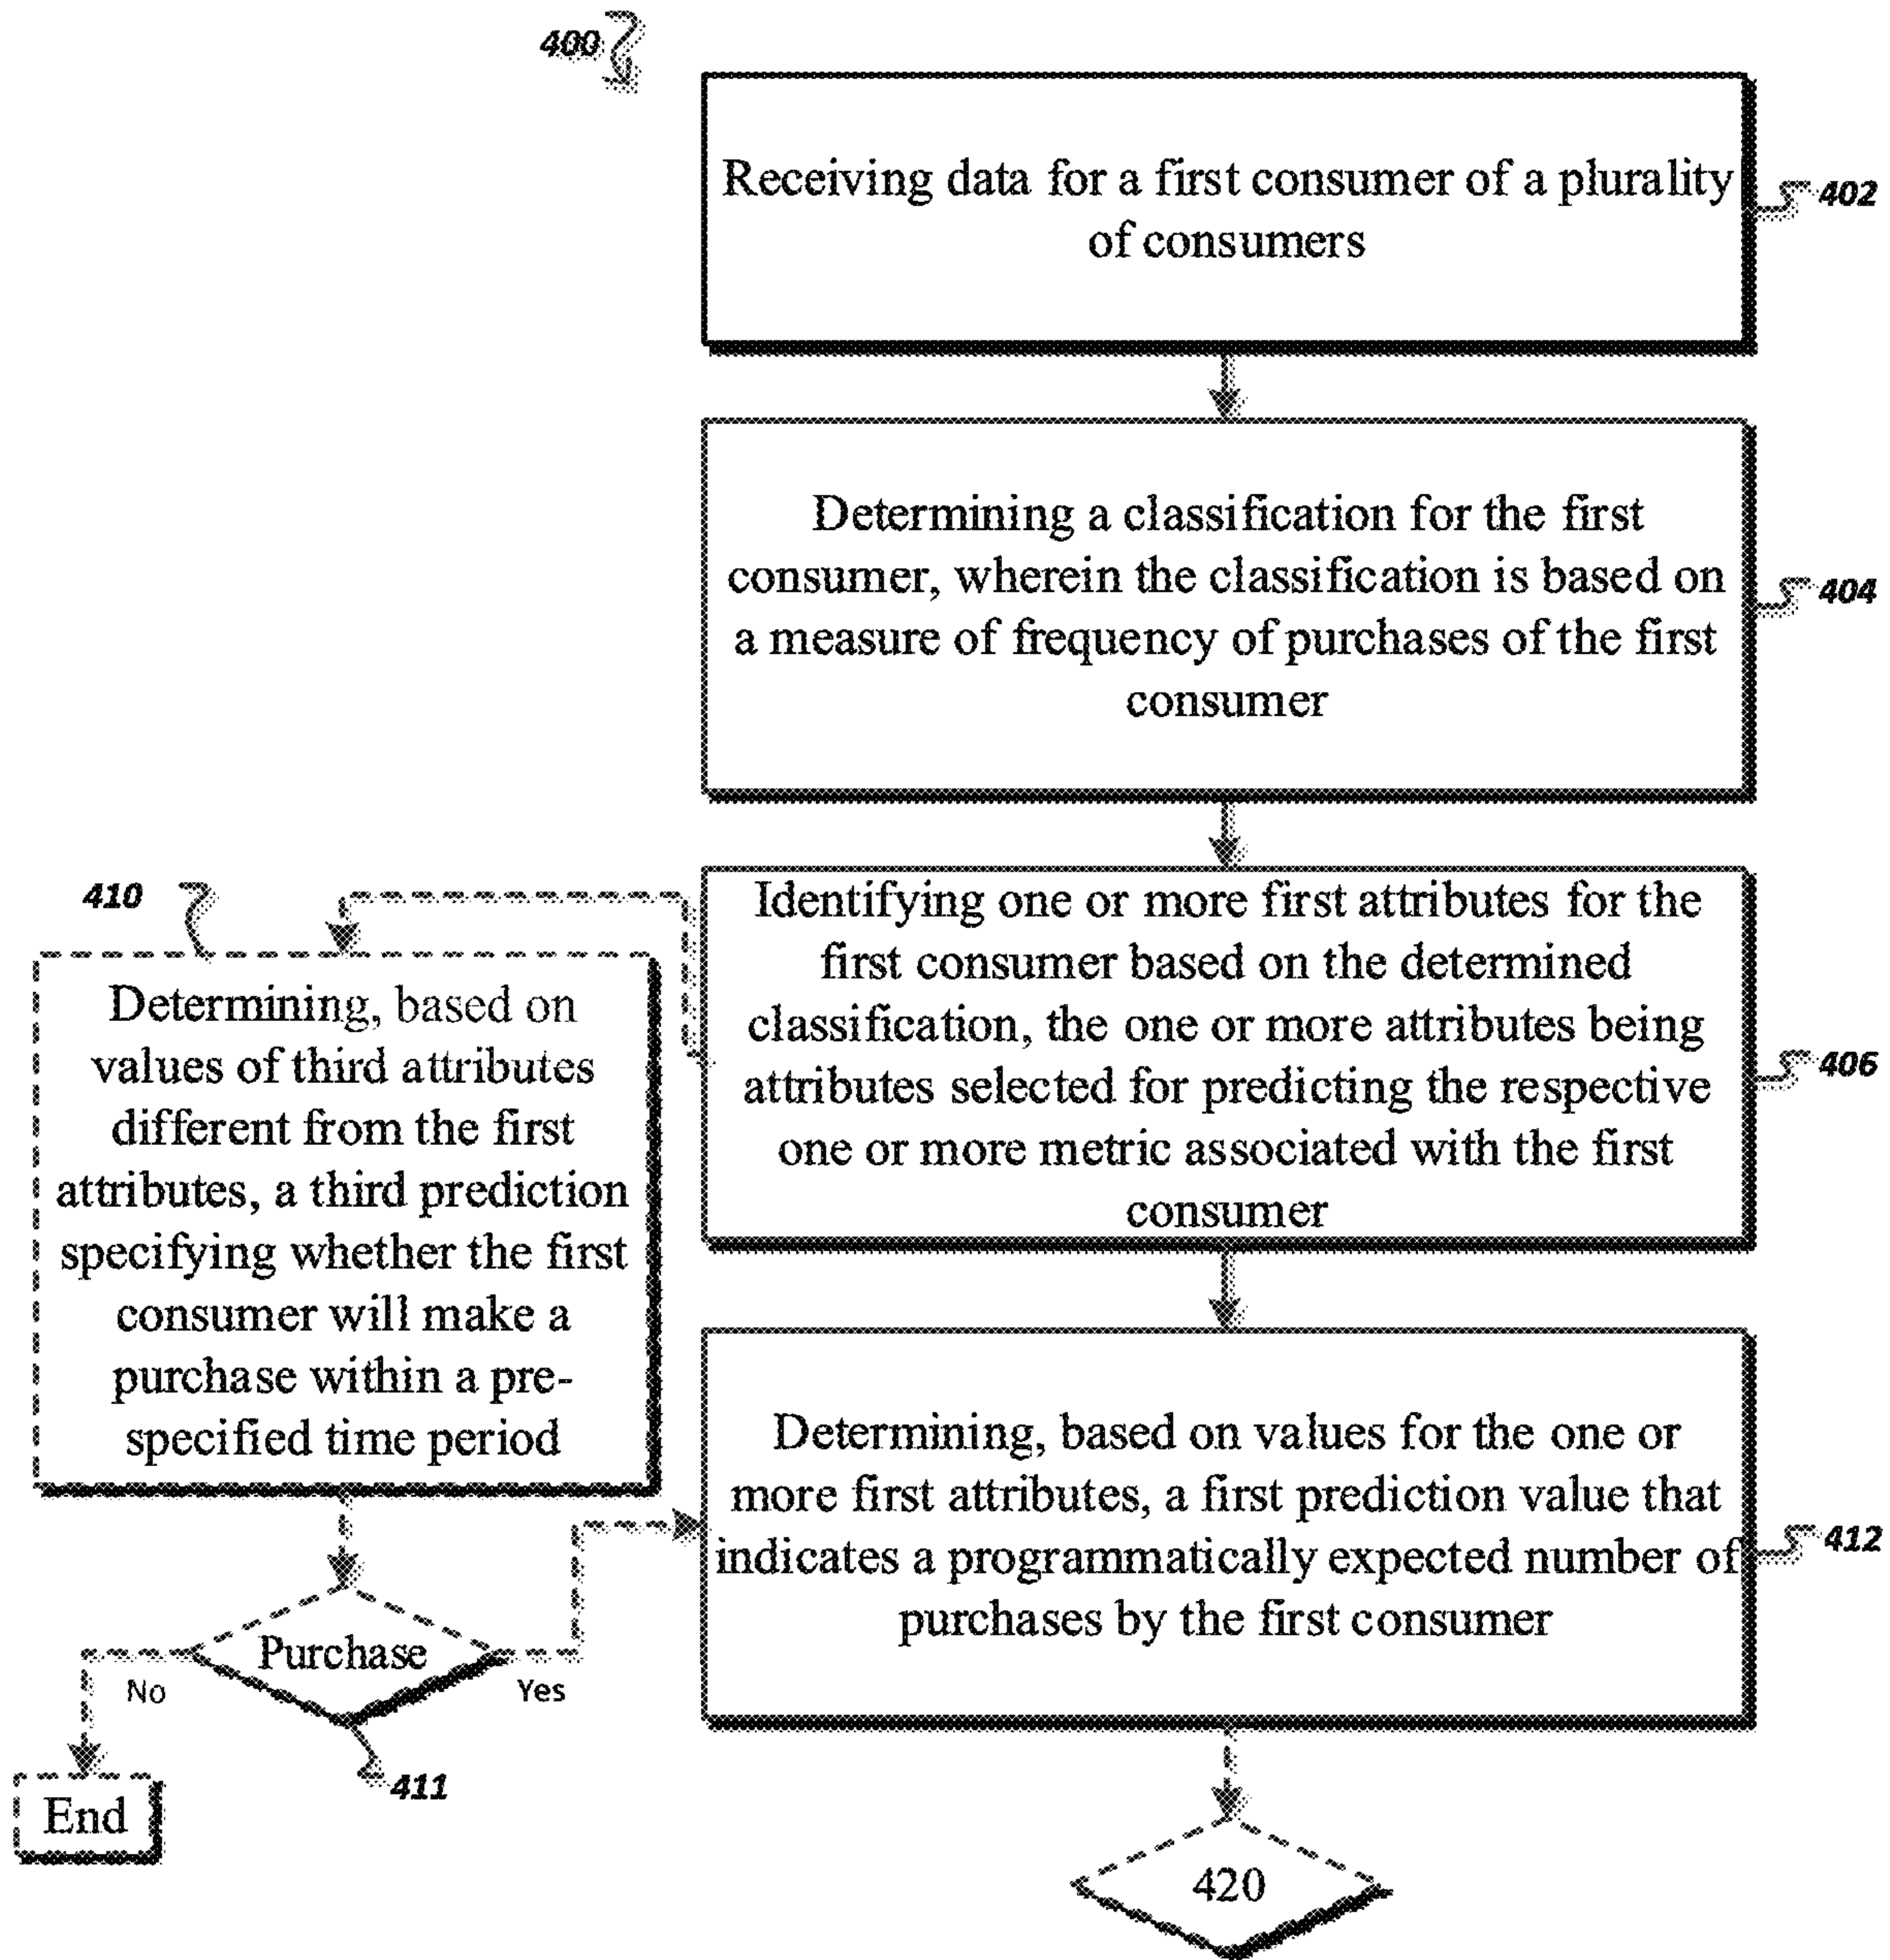 400
Receiving data for a first consumer of a plurality
of consumers
402
Determining a classification for the first
consumer, wherein the classification is based on
a measure of frequency of purchases of the first
consumer
404
Identifying one or more first attributes for the
first consumer based on the determined
classification, the one or more attributes being
attributes selected for predicting the respective
one or more metric associated with the first
consumer
406
410
Determining, based on
values of third attributes
different from the first
attributes, a third prediction
specifying whether the first
consumer will make a
purchase within a pre-
specified time period
Determining, based on values for the one or
more first attributes, a first prediction value that
indicates a programmatically expected number of
purchases by the first consumer
412
Purchase
No
Yes
411
End
420